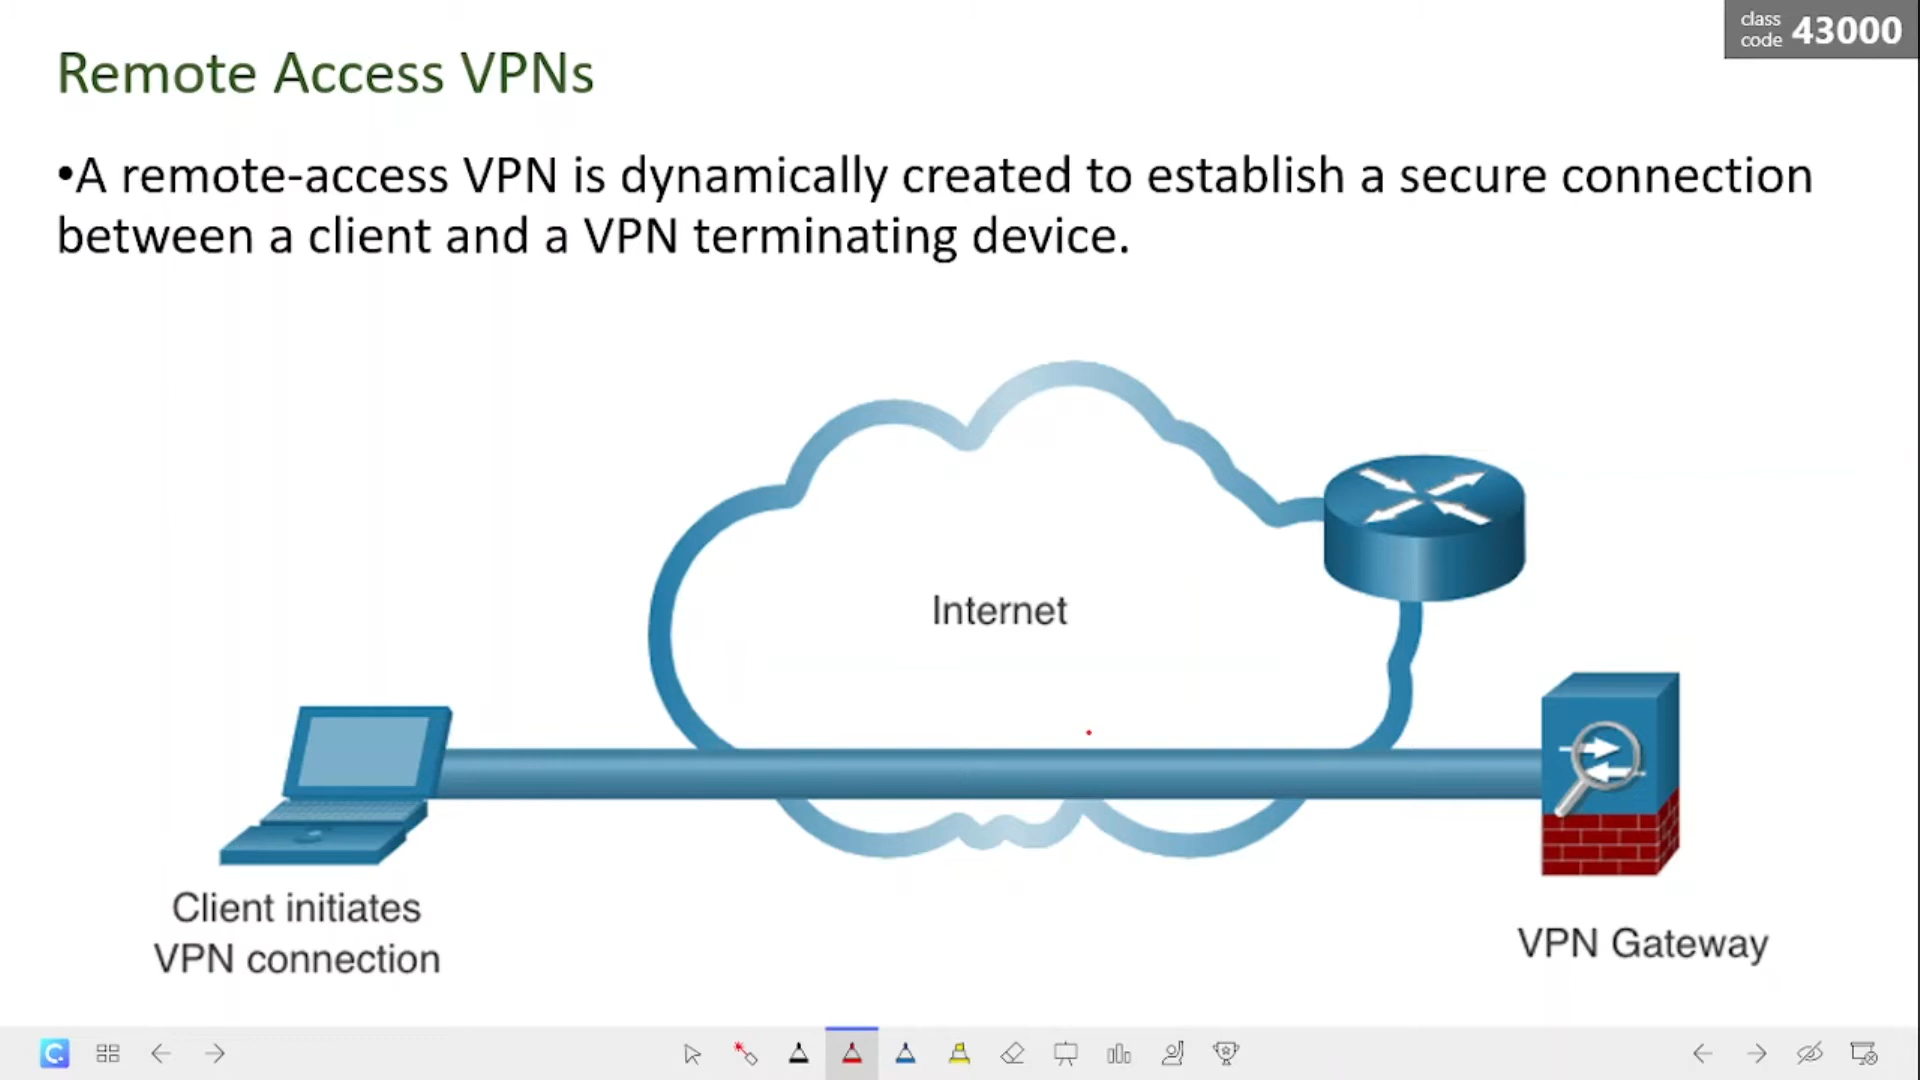 class
code 43000
Remote Access VPNs
•A remote-access VPN is dynamically created to establish a secure connection
between a client and a VPN terminating device.
Internet
Client initiates
VPN connection
VPN Gateway